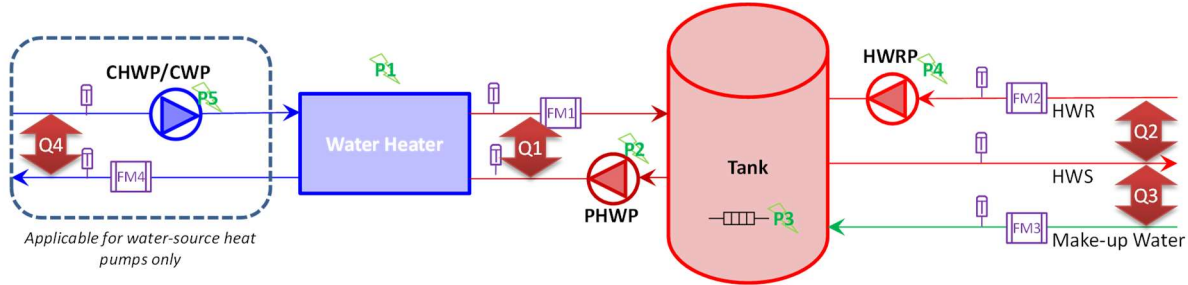 CHWP/CWP
P5
Q4
FM4
Applicable for water-source heat
pumps only
P1
Water Heater
T
T
T
T
FM1
Q1
P2
PHWP
Tank
P3
HWRP
P4
T
FM2
HWR
Q2
T
HWS
Q3
T
FM3
Make-up Water